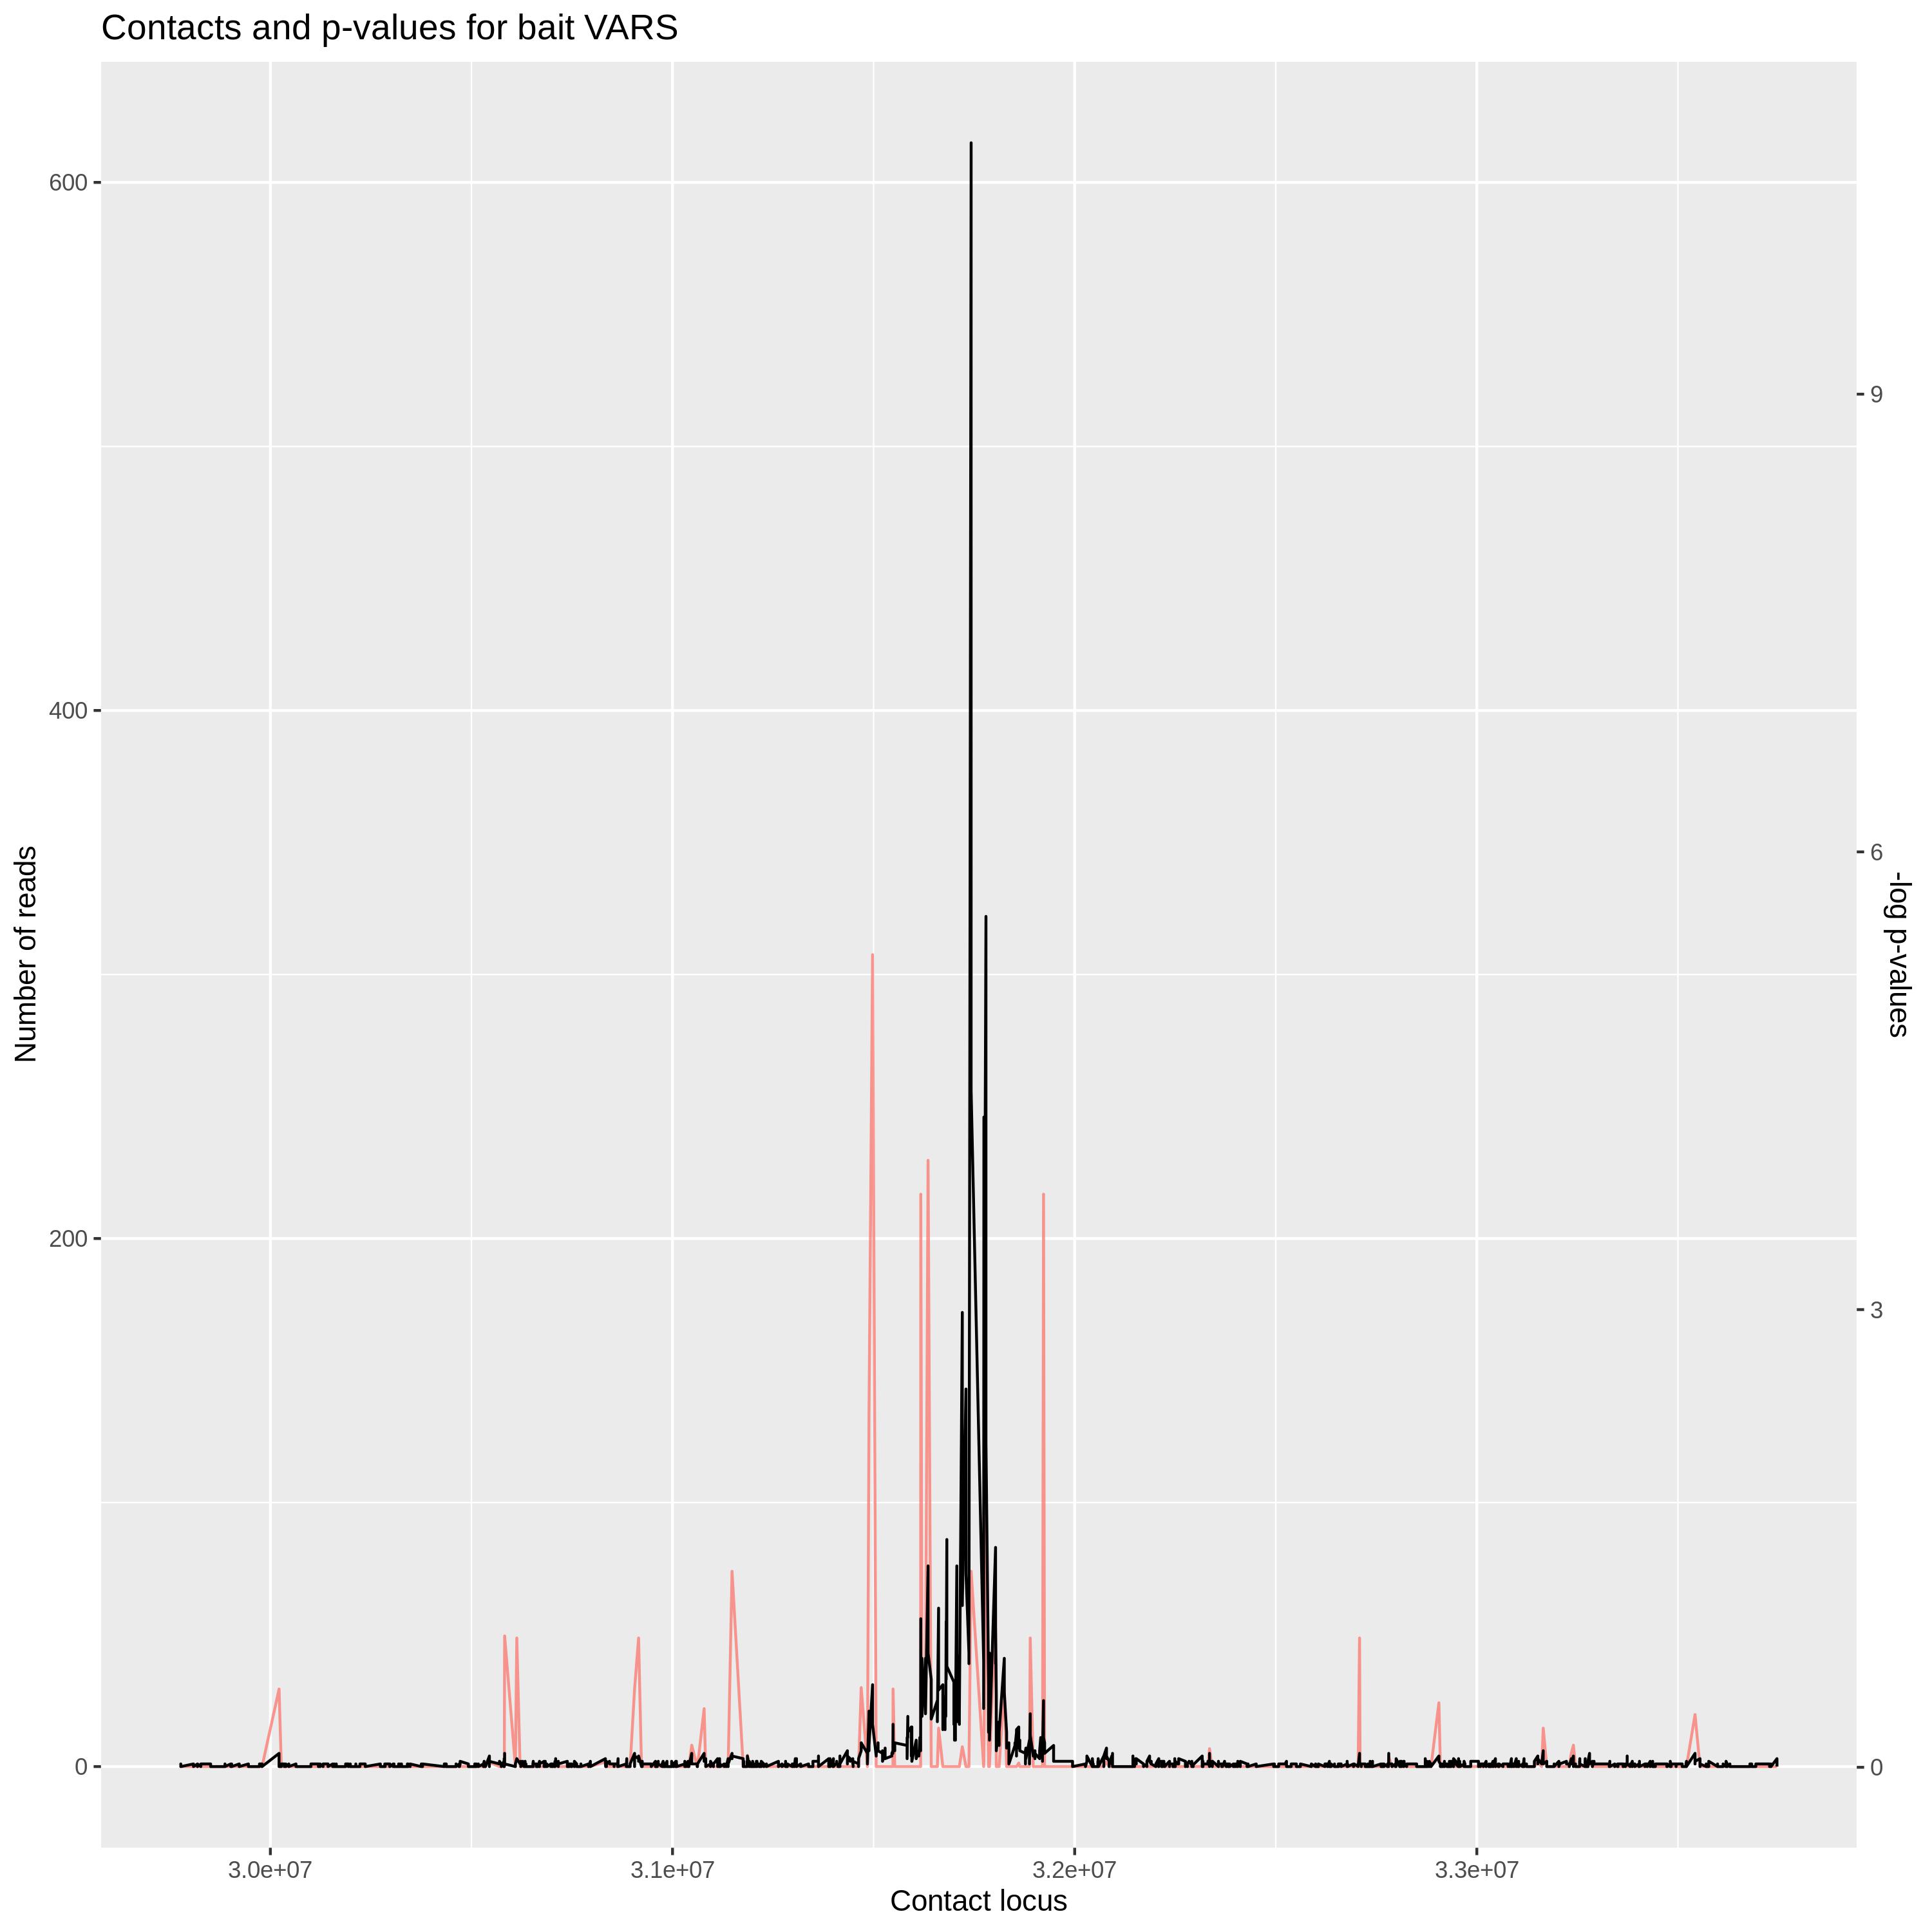 Contacts and p-values for bait VARS
600
400
200
0
9
6
3
0
Number of reads
-log p-values
3.0e+07
3.1e+07
3.2e+07
3.3e+07
Contact locus